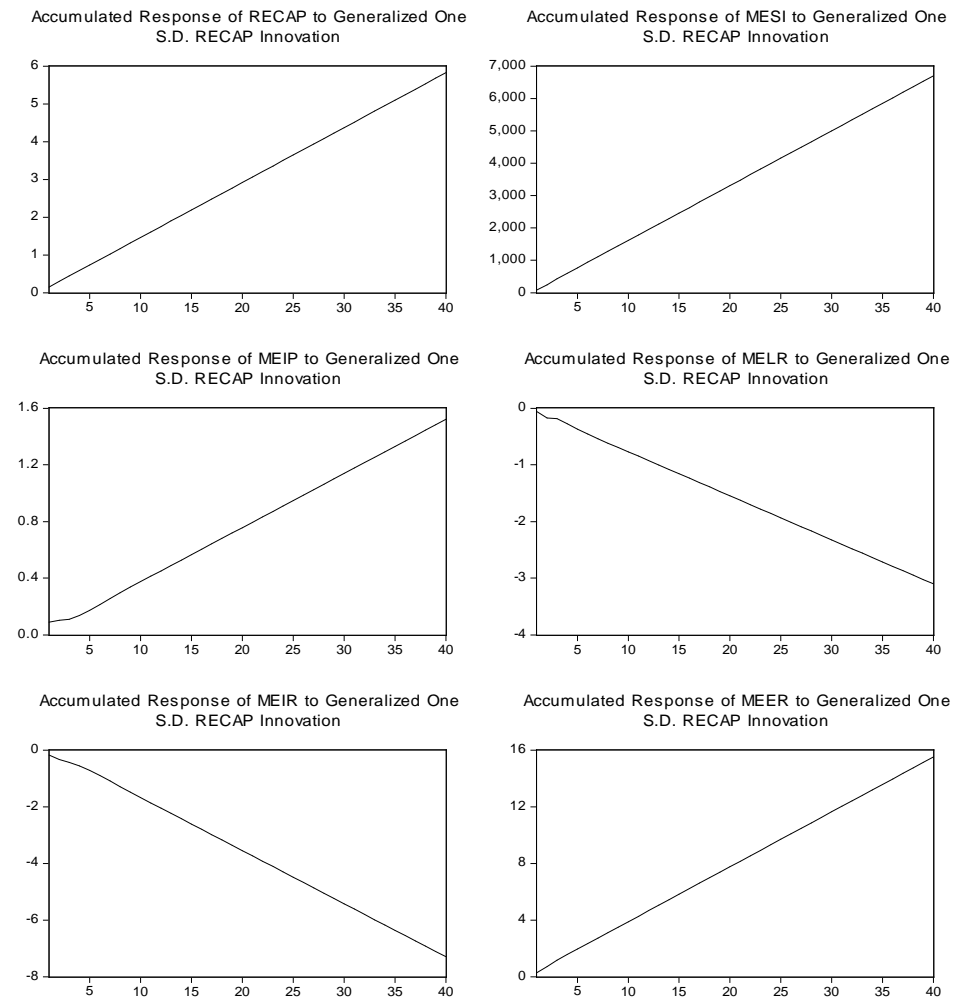 Accumulated Response of RECAP to Generalized One
S.D. RECAP Innovation
6
5
4
3
2
1
0
5 10 15 20 25 30 35 40
Accumulated Response of MESI to Generalized One
S.D. RECAP Innovation
7,000
6,000
5,000
4,000
3,000
2,000
1,000
0
5 10 15 20 25 30 35 40
Accumulated Response of MEIP to Generalized One
S.D. RECAP Innovation
1.6
1.2
0.8
0.4
0.0
5 10 15 20 25 30 35 40
Accumulated Response of MELR to Generalized One
S.D. RECAP Innovation
0
-1
-2
-3
-4
5 10 15 20 25 30 35 40
Accumulated Response of MEIR to Generalized One
S.D. RECAP Innovation
0
-2
-4
-6
-8
5 10 15 20 25 30 35 40
Accumulated Response of MEER to Generalized One
S.D. RECAP Innovation
16
12
8
4
0
5 10 15 20 25 30 35 40